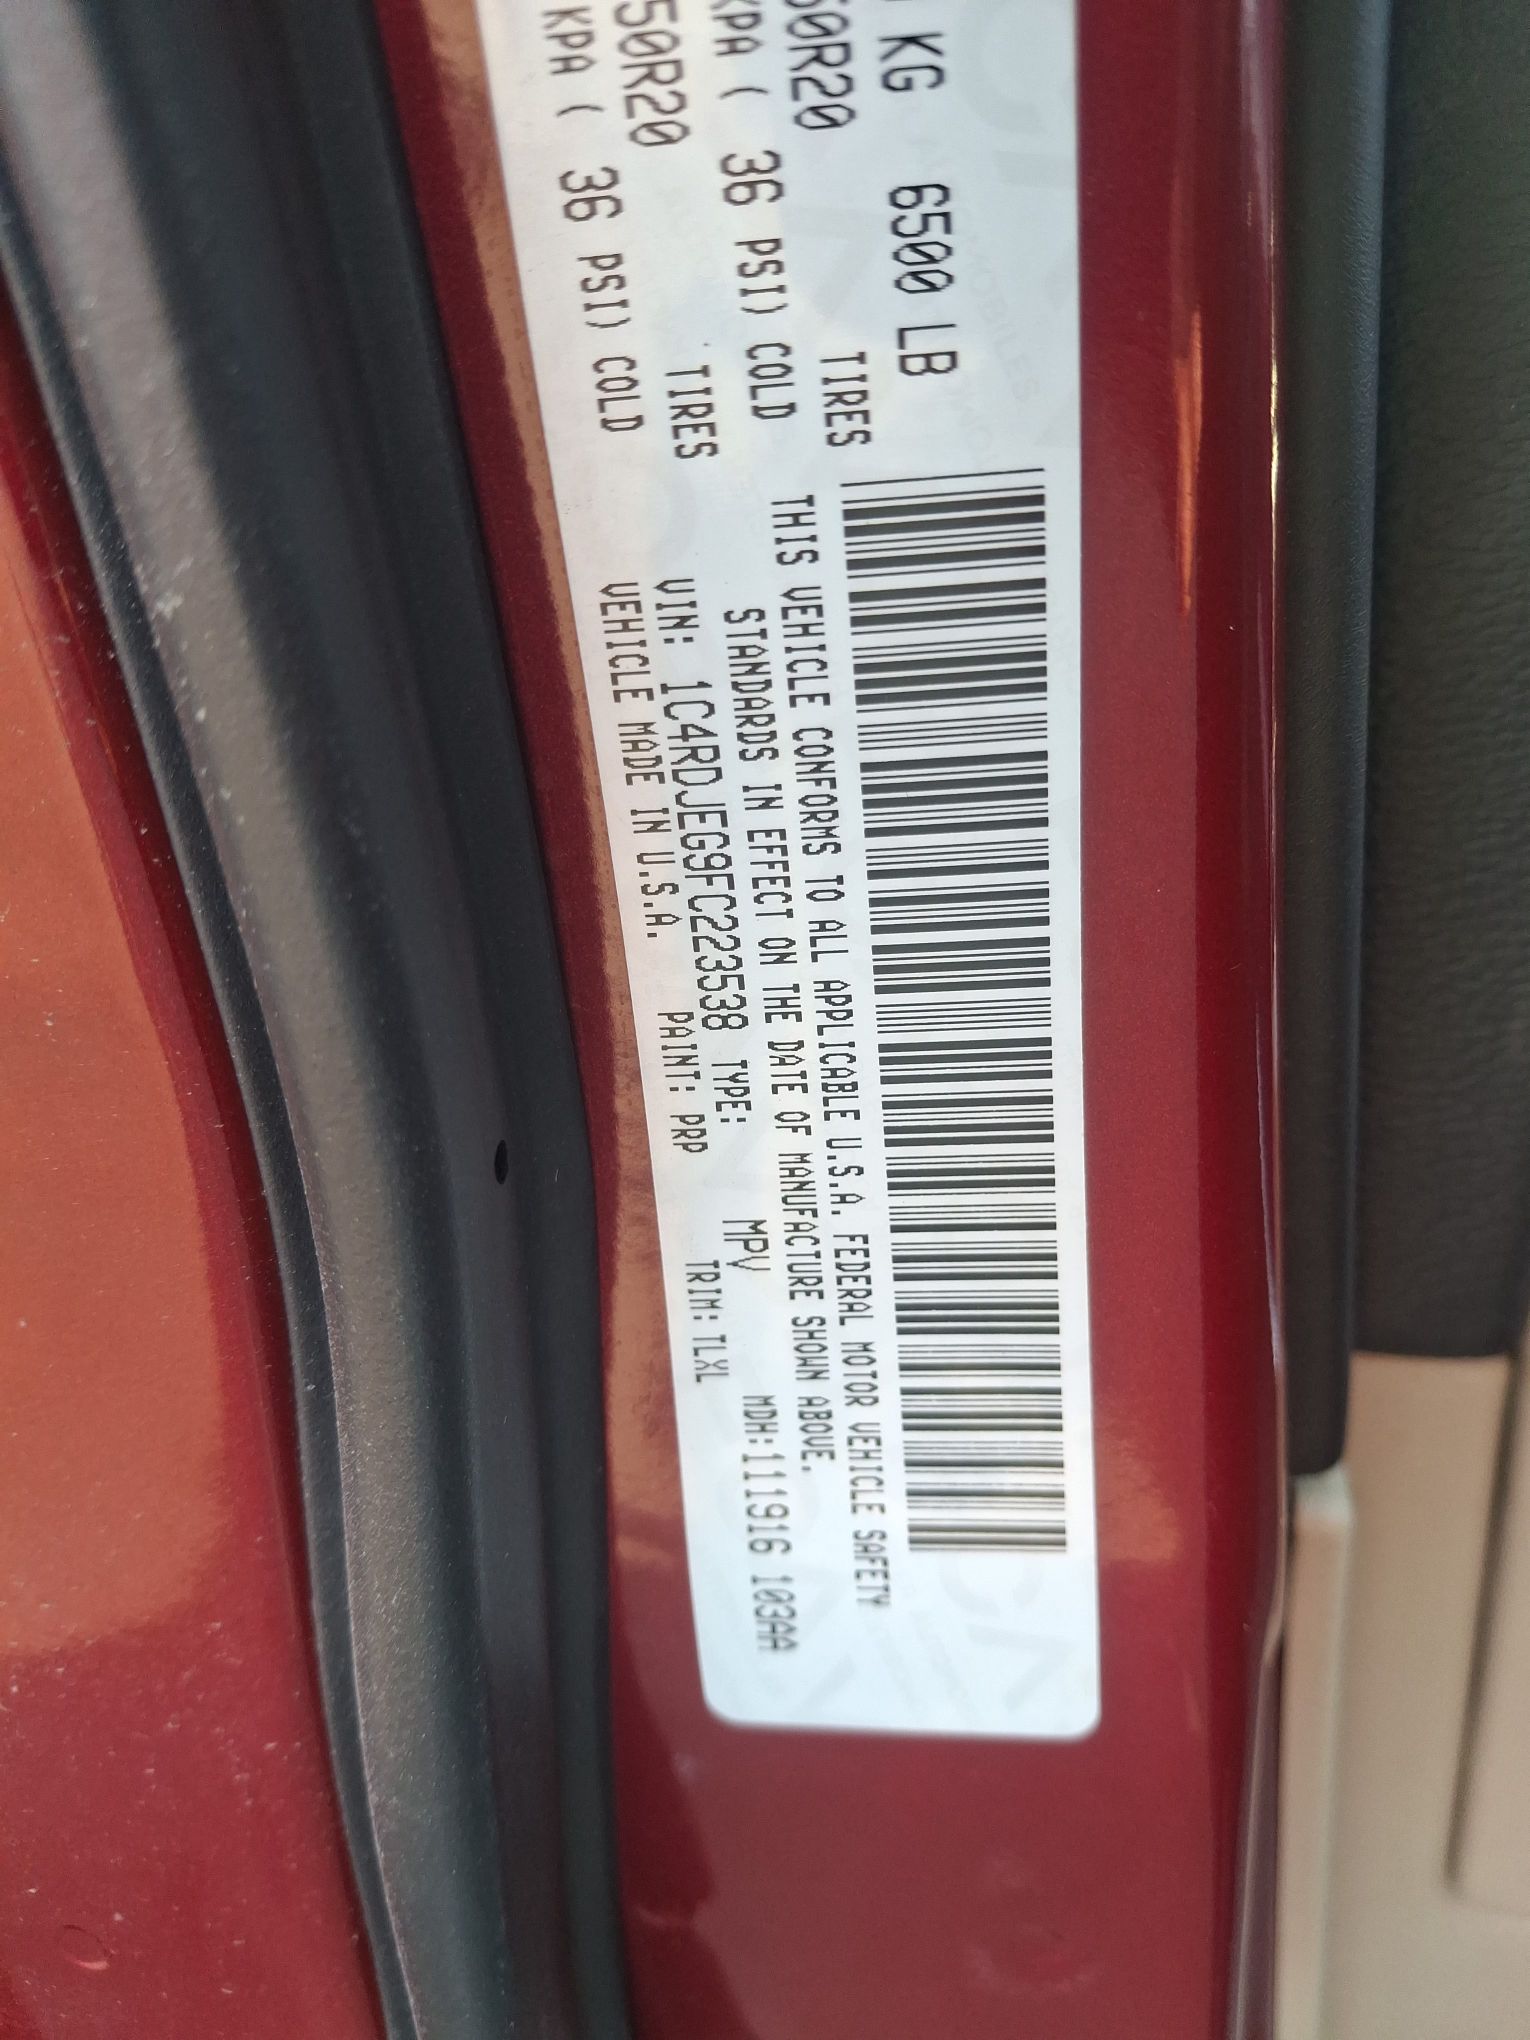 KG 6500 LB
50R20 TIRES
KPA ( 36 PSI) COLD
50R20 TIRES
KPA ( 36 PSI) COLD
THIS VEHICLE CONFORMS TO ALL APPLICABLE U.S.A. FEDERAL MOTOR VEHICLE SAFETY
STANDARDS IN EFFECT ON THE DATE OF MANUFACTURE SHOWN ABOVE.
VIN: 1C4RDJEG9FC223538 TYPE: MPV MDH:111916 103AA
VEHICLE MADE IN U.S.A. PAINT: PRP TRIM: TLXL